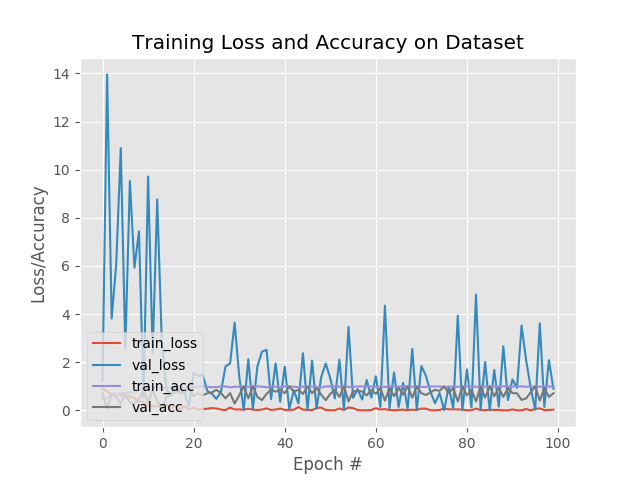 Training Loss and Accuracy on Dataset
Loss/Accuracy
14
12
10
8
6
4
2
0
train_loss
val_loss
train_acc
val_acc
0 20 40 60 80 100
Epoch #